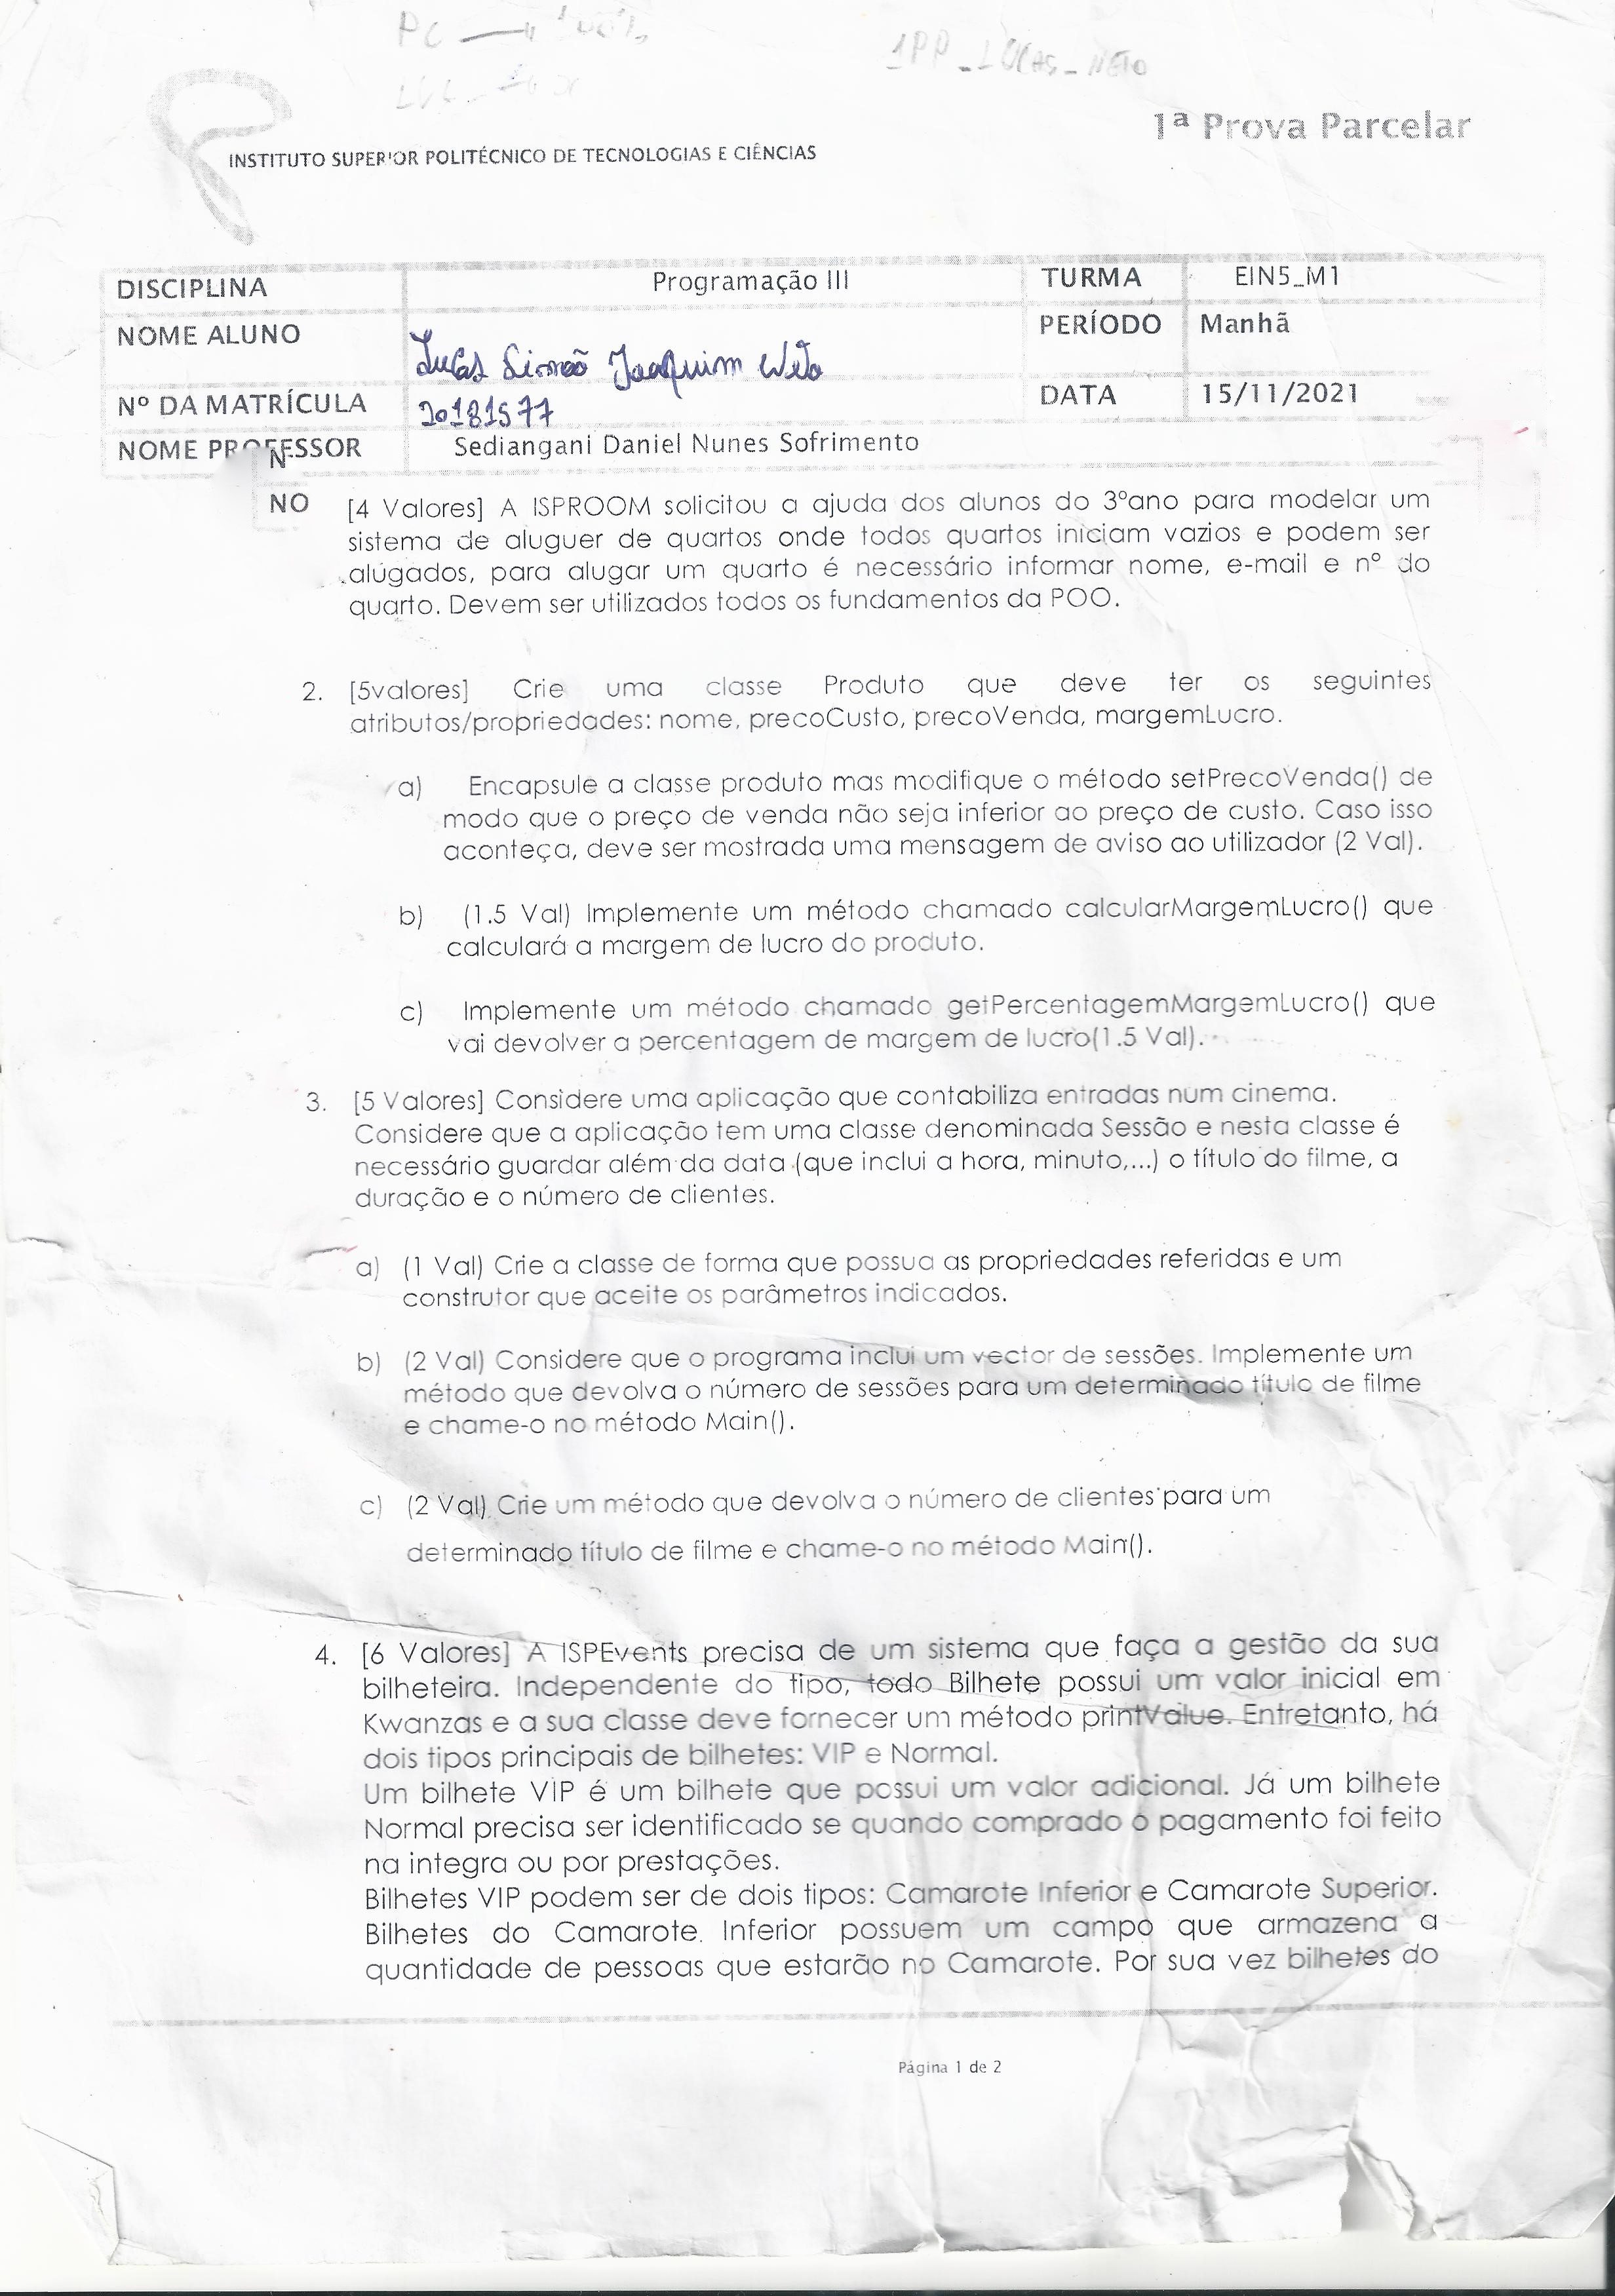 PC
1PP_LUCAS_NETO
1ª Prova Parcelar
INSTITUTO SUPERIOR POLITÉCNICO DE TECNOLOGIAS E CIÊNCIAS
DISCIPLINA Programação III TURMA EIN5_M1
NOME ALUNO Lucas Simão Joaquim Neto PERÍODO Manhã
Nº DA MATRÍCULA 20181577 DATA 15/11/2021
NOME PROFESSOR Sediangani Daniel Nunes Sofrimento
N
NO
[4 Valores] A ISPROOM solicitou a ajuda dos alunos do 3ºano para modelar um
sistema de aluguer de quartos onde todos quartos iniciam vazios e podem ser
alugados, para alugar um quarto é necessário informar nome, e-mail e nº do
quarto. Devem ser utilizados todos os fundamentos da POO.
2. [5valores] Crie uma classe Produto que deve ter os seguintes
atributos/propriedades: nome, precoCusto, precoVenda, margemLucro.
a) Encapsule a classe produto mas modifique o método setPrecoVenda() de
modo que o preço de venda não seja inferior ao preço de custo. Caso isso
aconteça, deve ser mostrada uma mensagem de aviso ao utilizador (2 Val).
b) (1.5 Val) Implemente um método chamado calcularMargemLucro() que
calculará a margem de lucro do produto.
c) Implemente um método chamado getPercentagemMargemLucro() que
vai devolver a percentagem de margem de lucro(1.5 Val).
3. [5 Valores] Considere uma aplicação que contabiliza entradas num cinema.
Considere que a aplicação tem uma classe denominada Sessão e nesta classe é
necessário guardar além da data (que inclui a hora, minuto,...) o título do filme, a
duração e o número de clientes.
a) (1 Val) Crie a classe de forma que possua as propriedades referidas e um
construtor que aceite os parâmetros indicados.
b) (2 Val) Considere que o programa inclui um vector de sessões. Implemente um
método que devolva o número de sessões para um determinado título de filme
e chame-o no método Main().
c) (2 Val) Crie um método que devolva o número de clientes para um
determinado título de filme e chame-o no método Main().
4. [6 Valores] A ISPEvents precisa de um sistema que faça a gestão da sua
bilheteira. Independente do tipo, todo Bilhete possui um valor inicial em
Kwanzas e a sua classe deve fornecer um método printValue. Entretanto, há
dois tipos principais de bilhetes: VIP e Normal.
Um bilhete VIP é um bilhete que possui um valor adicional. Já um bilhete
Normal precisa ser identificado se quando comprado o pagamento foi feito
na integra ou por prestações.
Bilhetes VIP podem ser de dois tipos: Camarote Inferior e Camarote Superior.
Bilhetes do Camarote. Inferior possuem um campo que armazena a
quantidade de pessoas que estarão no Camarote. Por sua vez bilhetes do
Página 1 de 2